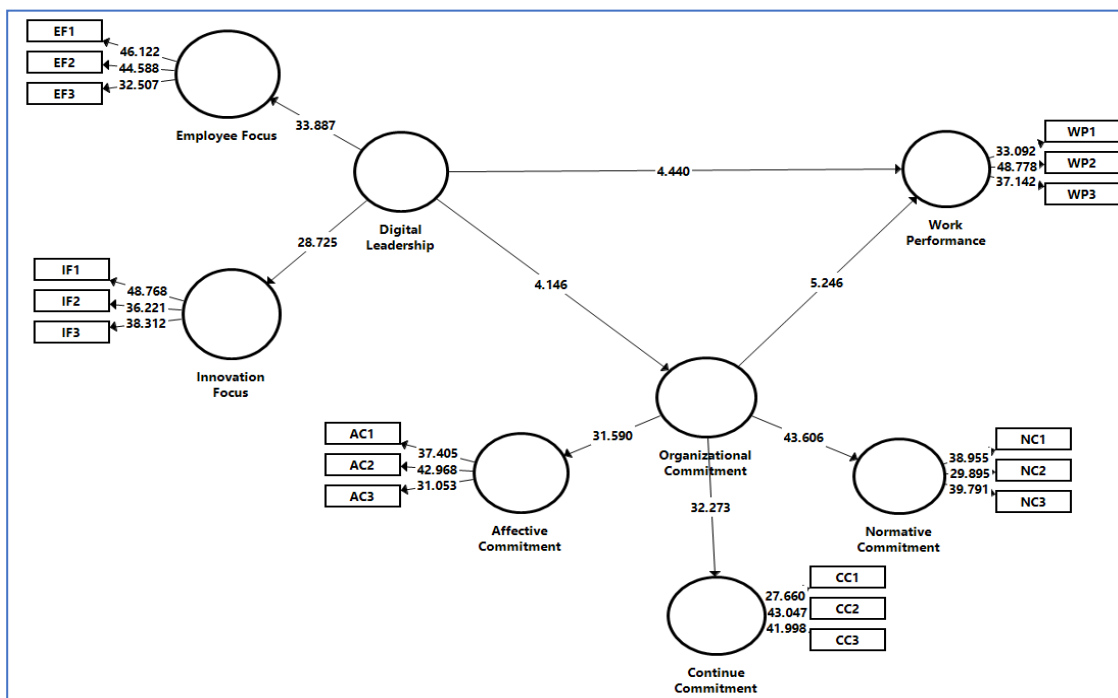 EF1
46.122
EF2
44.588
EF3
32.507
Employee Focus
33.887
Digital
Leadership
4.440
WP1
33.092
WP2
48.778
WP3
37.142
Work
Performance
28.725
IF1
48.768
IF2
36.221
IF3
38.312
Innovation
Focus
4.146
5.246
Organizational
Commitment
31.590
AC1
37.405
AC2
42.968
AC3
31.053
Affective
Commitment
43.606
NC1
38.955
NC2
29.895
NC3
39.791
Normative
Commitment
32.273
CC1
27.660
CC2
43.047
CC3
41.998
Continue
Commitment